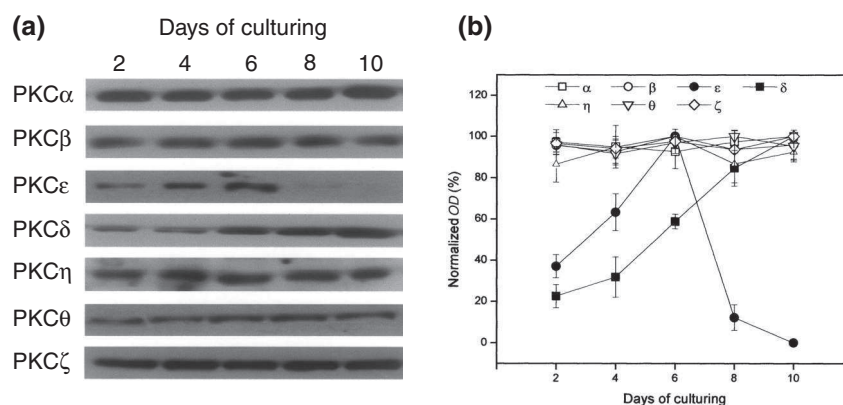 (a)
Days of culturing
2 4 6 8 10
PKCα
PKCβ
PKCε
PKCδ
PKCη
PKCθ
PKCζ
(b)
α β ε δ
η θ ζ
120
100
80
60
40
20
0
Normalized OD (%)
2 4 6 8 10
Days of culturing